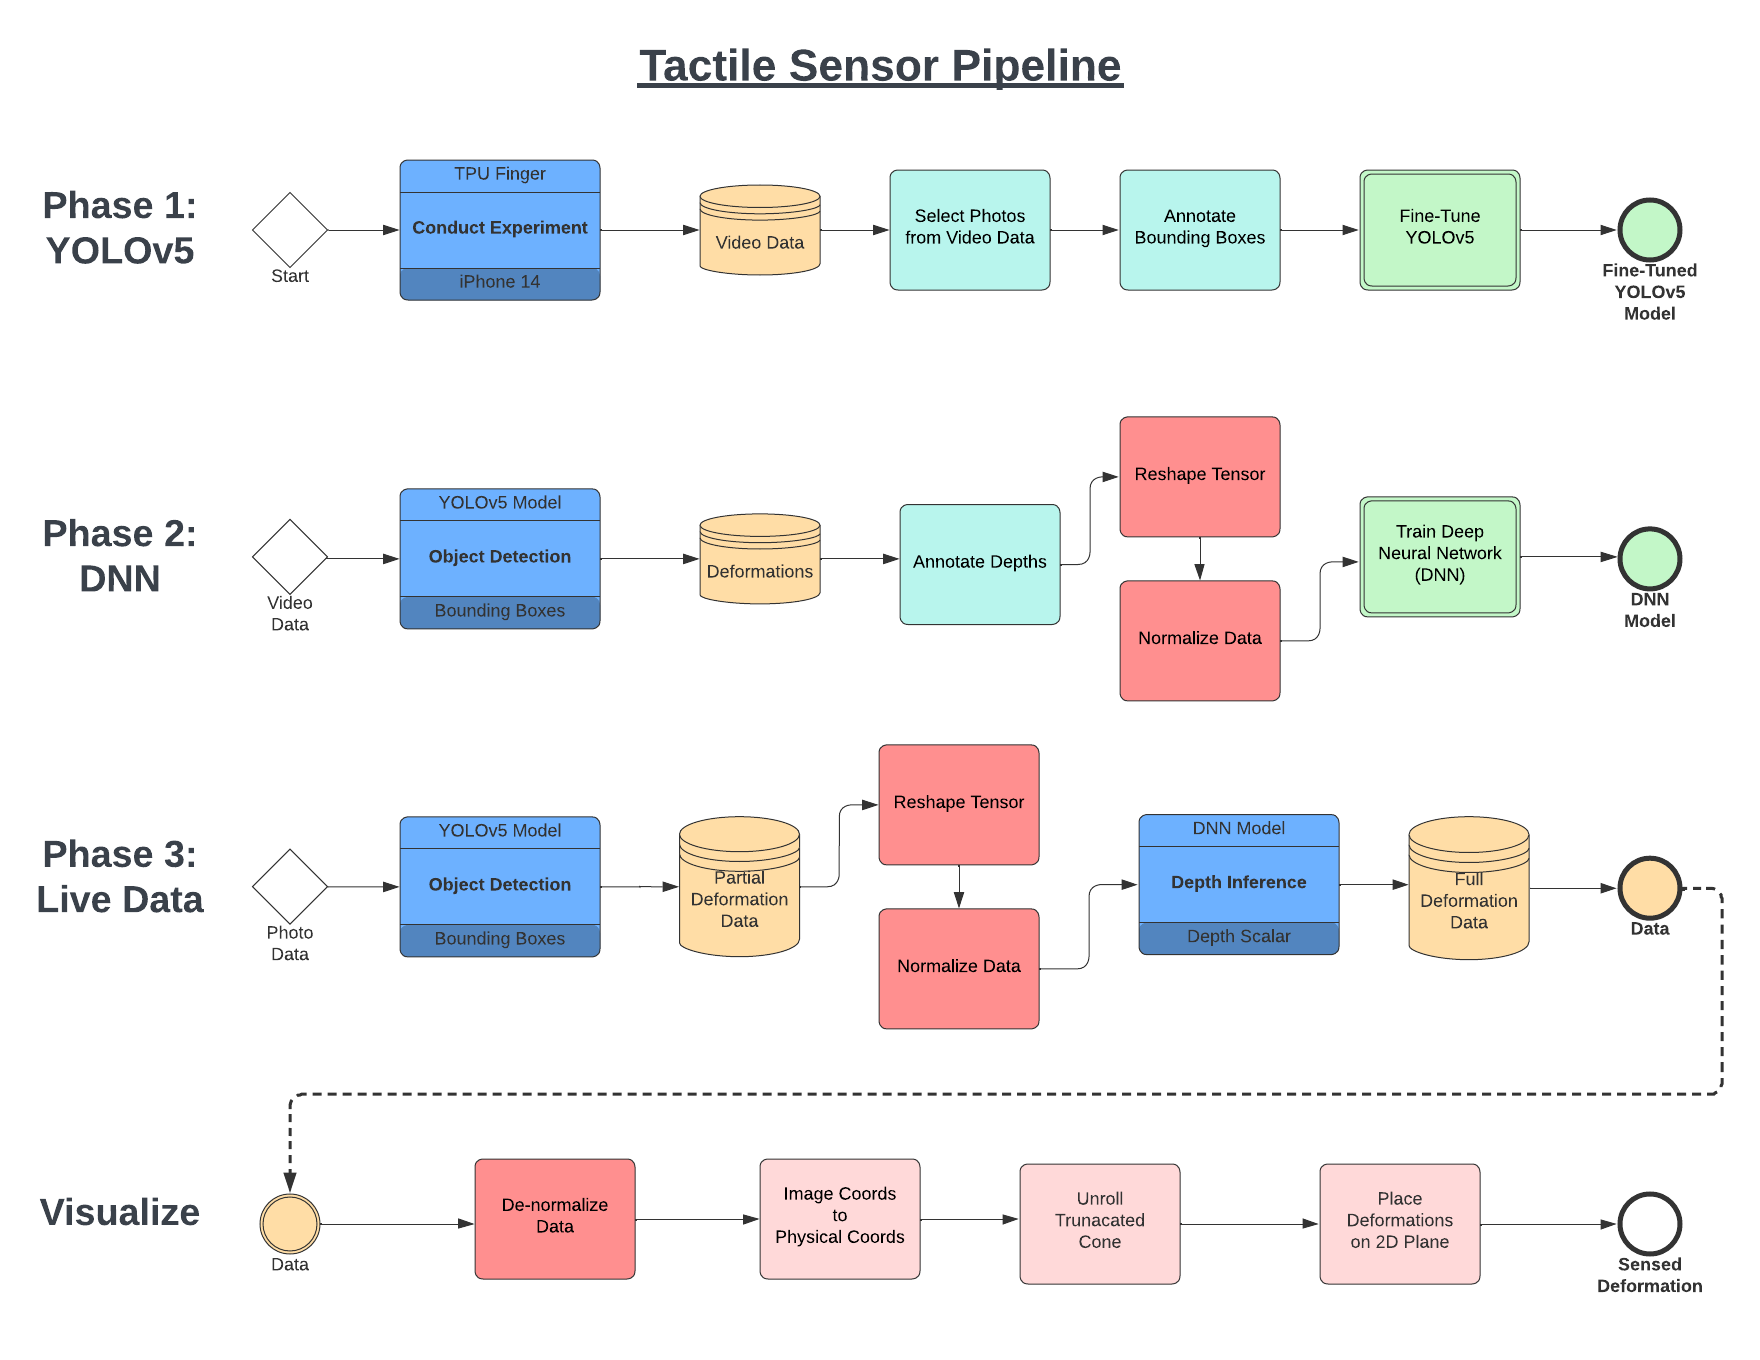 Tactile Sensor Pipeline
Phase 1:
YOLOv5
Start
TPU Finger
Conduct Experiment
iPhone 14
Video Data
Select Photos
from Video Data
Annotate
Bounding Boxes
Fine-Tune
YOLOv5
Fine-Tuned
YOLOv5
Model
Phase 2:
DNN
Video
Data
YOLOv5 Model
Object Detection
Bounding Boxes
Deformations
Annotate Depths
Reshape Tensor
Normalize Data
Train Deep
Neural Network
(DNN)
DNN
Model
Phase 3:
Live Data
Photo
Data
YOLOv5 Model
Object Detection
Bounding Boxes
Partial
Deformation
Data
Reshape Tensor
Normalize Data
DNN Model
Depth Inference
Depth Scalar
Full
Deformation
Data
Data
Visualize
Data
De-normalize
Data
Image Coords
to
Physical Coords
Unroll
Trunacated
Cone
Place
Deformations
on 2D Plane
Sensed
Deformation